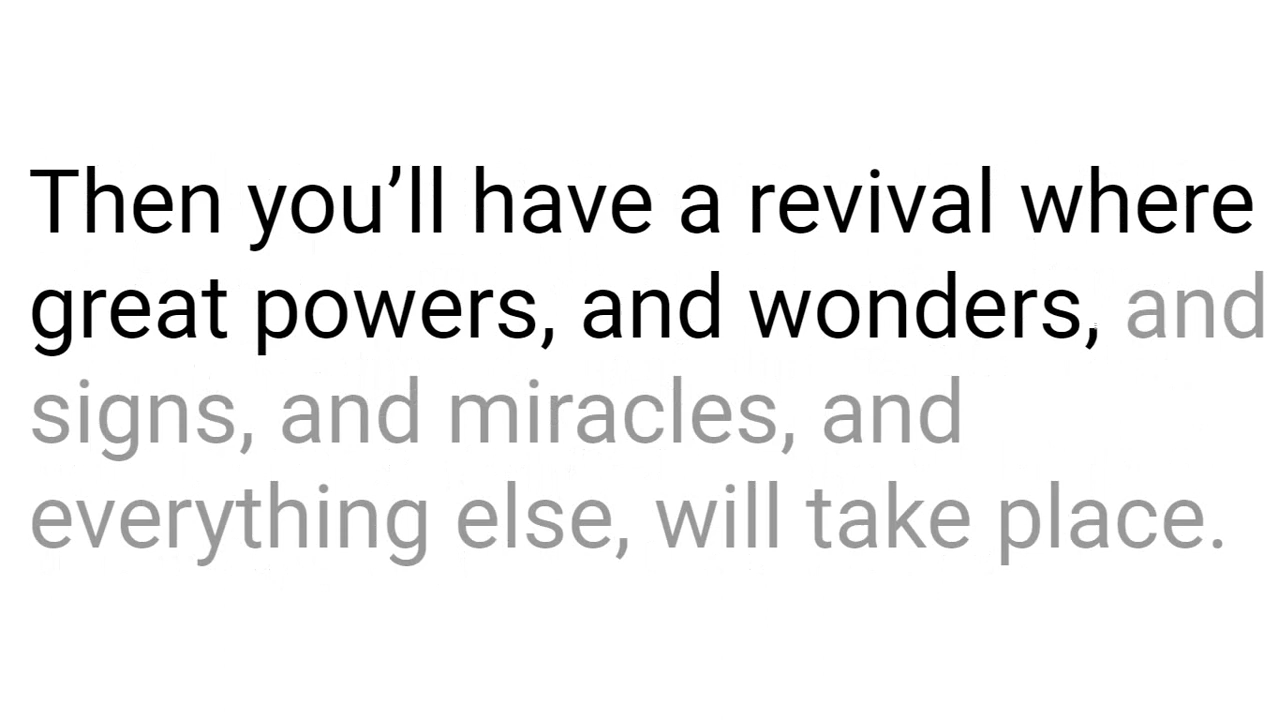 Then you’ll have a revival where
great powers, and wonders, and
signs, and miracles, and
everything else, will take place.